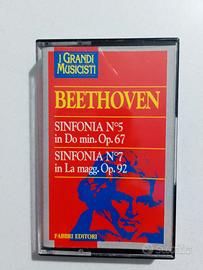 I GRANDI
MUSICISTI
BEETHOVEN
SINFONIA N°5
in Do min. Op. 67
SINFONIA N°7
in La magg. Op. 92
FABBRI EDITORI
subito